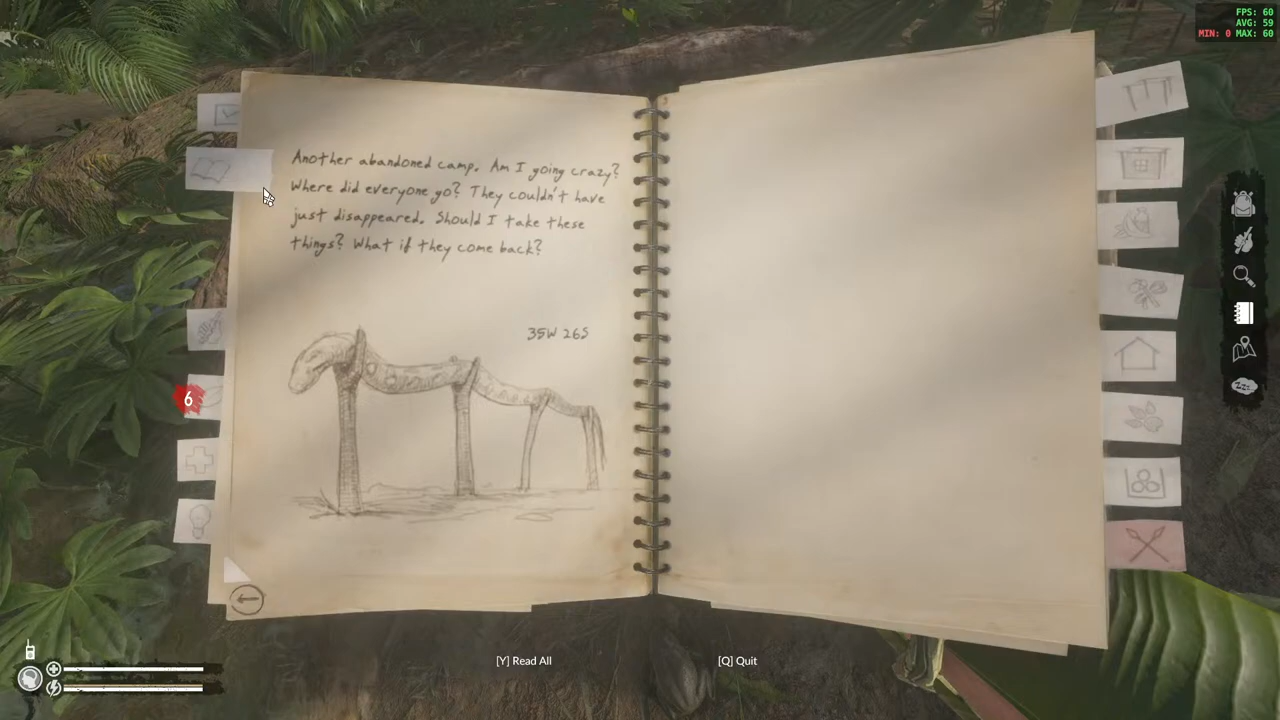 FPS: 60
AVG: 59
MIN: 0 MAX: 60
Another abandoned camp. Am I going crazy?
Where did everyone go? They couldn't have
just disappeared. Should I take these
things? What if they come back?
35W 26S
6
[Y] Read All
[Q] Quit
Zzz